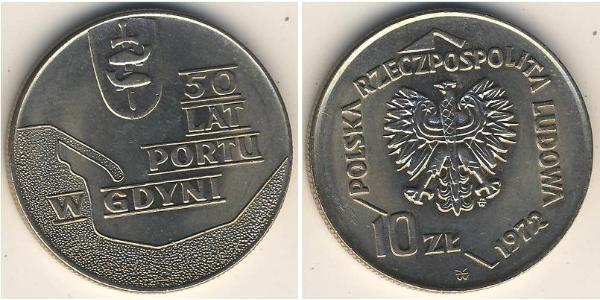 50
LAT
PORTU
W GDYNI
POLSKA RZECZPOSPOLITA LUDOWA
10 ZŁ
1972